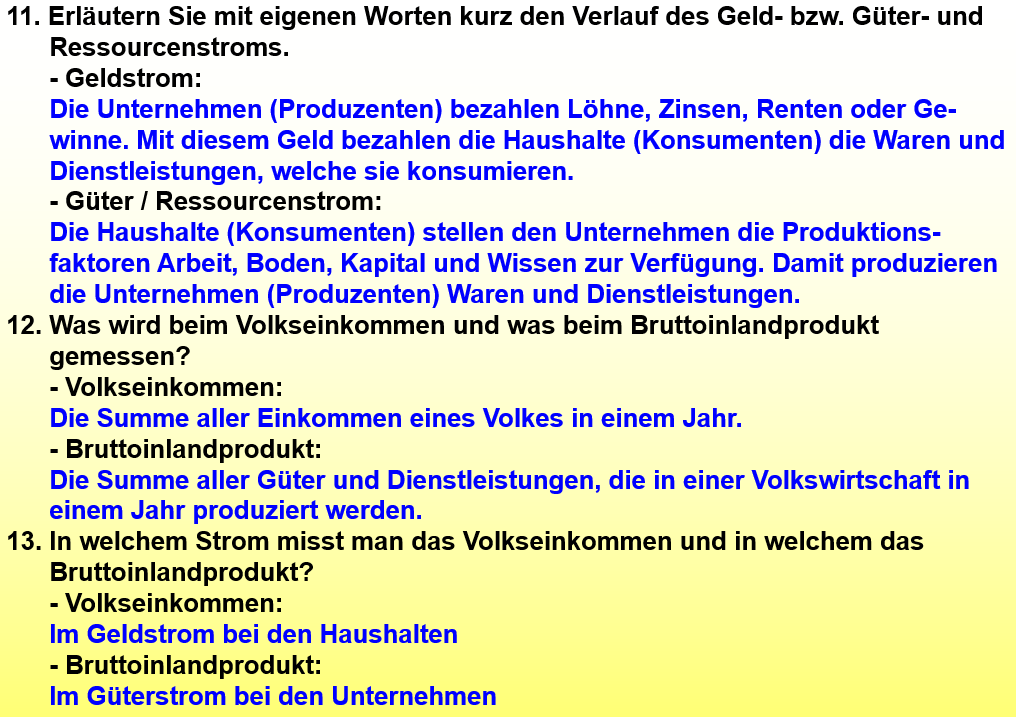 11. Erläutern Sie mit eigenen Worten kurz den Verlauf des Geld- bzw. Güter- und
Ressourcenstroms.
- Geldstrom:
Die Unternehmen (Produzenten) bezahlen Löhne, Zinsen, Renten oder Ge-
winne. Mit diesem Geld bezahlen die Haushalte (Konsumenten) die Waren und
Dienstleistungen, welche sie konsumieren.
- Güter / Ressourcenstrom:
Die Haushalte (Konsumenten) stellen den Unternehmen die Produktions-
faktoren Arbeit, Boden, Kapital und Wissen zur Verfügung. Damit produzieren
die Unternehmen (Produzenten) Waren und Dienstleistungen.
12. Was wird beim Volkseinkommen und was beim Bruttoinlandprodukt
gemessen?
- Volkseinkommen:
Die Summe aller Einkommen eines Volkes in einem Jahr.
- Bruttoinlandprodukt:
Die Summe aller Güter und Dienstleistungen, die in einer Volkswirtschaft in
einem Jahr produziert werden.
13. In welchem Strom misst man das Volkseinkommen und in welchem das
Bruttoinlandprodukt?
- Volkseinkommen:
Im Geldstrom bei den Haushalten
- Bruttoinlandprodukt:
Im Güterstrom bei den Unternehmen